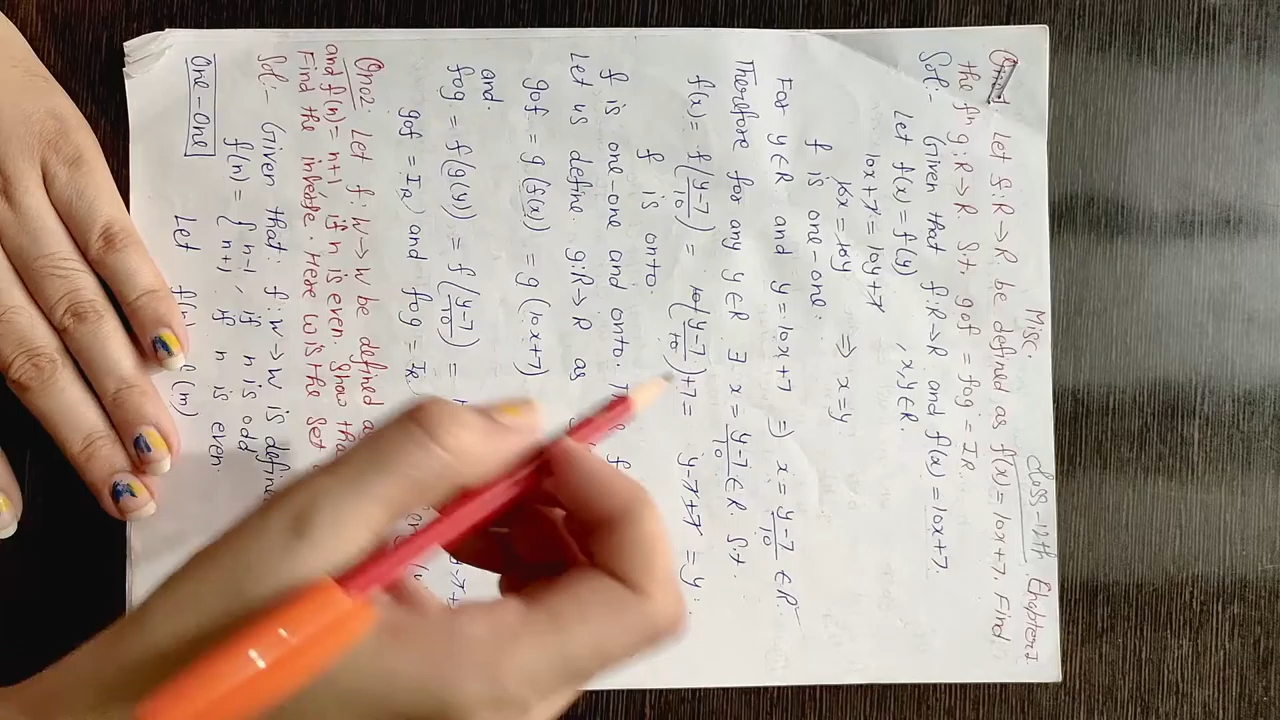 Misc. Class-12th Chapter 1
Let f:R→R be defined as f(x) = 10x+7. Find
the fn g:R→R. S.t. gof = fog = IR.
Sol:- Given that f:R→R and f(x) = 10x+7.
Let f(x) = f(y) , x,y∈R.
10x+7 = 10y+7
10x = 10y ⇒ x=y
f is one-one.
For y∈R and y = 10x+7 ⇒ x = y-7/10 ∈ R
Therefore for any y∈R ∃ x = y-7/10 ∈ R. S.t.
f(x) = f(y-7/10) = 10(y-7/10)+7 = y-7+7 = y.
f is onto.
f is one-one and onto.
Let us define g:R→R as
gof = g(f(x)) = g(10x+7)
and.
fog = f(g(y)) = f(y-7/10) =
gof = IR and fog = IR
Qno2: Let f: W→W be defined
and f(n) = n+1 if n is even. Show
Find the inverse. Here W is the set
Sol:- Given that f: W→W is
f(n) = { n-1, if n is odd
n+1, if n is even.
One-One Let f(n) f(m)